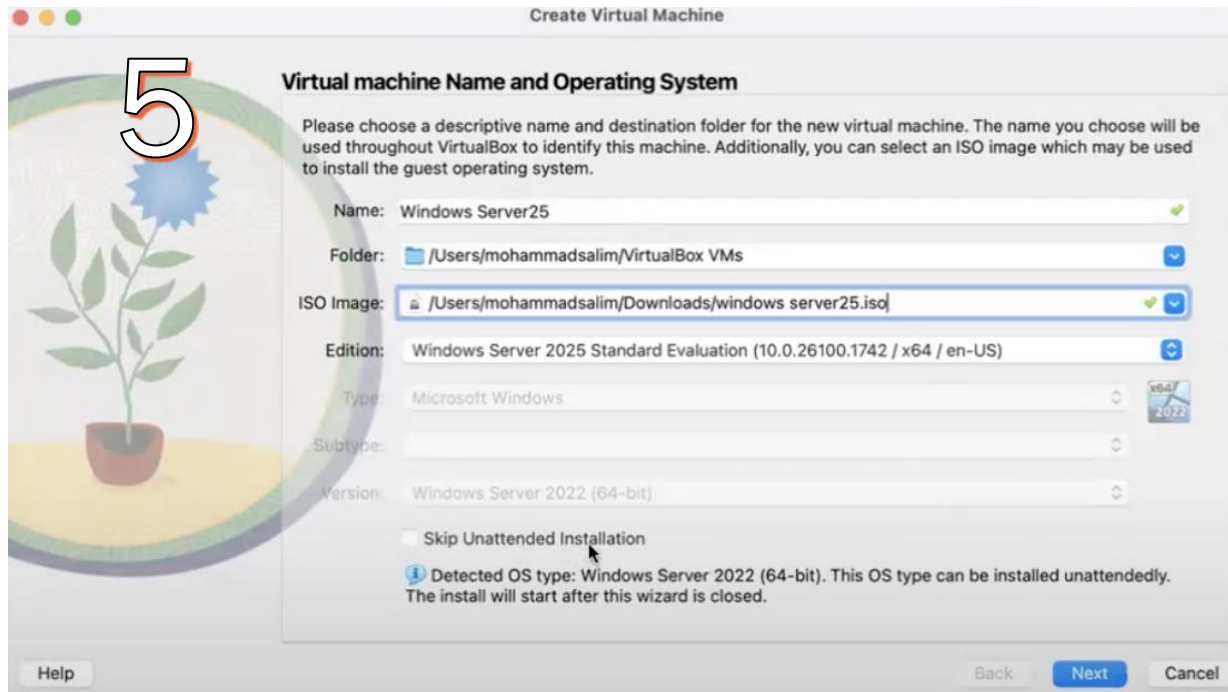 Create Virtual Machine
5
Virtual machine Name and Operating System
Please choose a descriptive name and destination folder for the new virtual machine. The name you choose will be
used throughout VirtualBox to identify this machine. Additionally, you can select an ISO image which may be used
to install the guest operating system.
Name: Windows Server25
Folder: /Users/mohammadsalim/VirtualBox VMs
ISO Image: /Users/mohammadsalim/Downloads/windows server25.iso
Edition: Windows Server 2025 Standard Evaluation (10.0.26100.1742 / x64 / en-US)
Type: Microsoft Windows
x64
2022
Subtype:
Version: Windows Server 2022 (64-bit)
Skip Unattended Installation
Detected OS type: Windows Server 2022 (64-bit). This OS type can be installed unattendedly.
The install will start after this wizard is closed.
Help Back Next Cancel